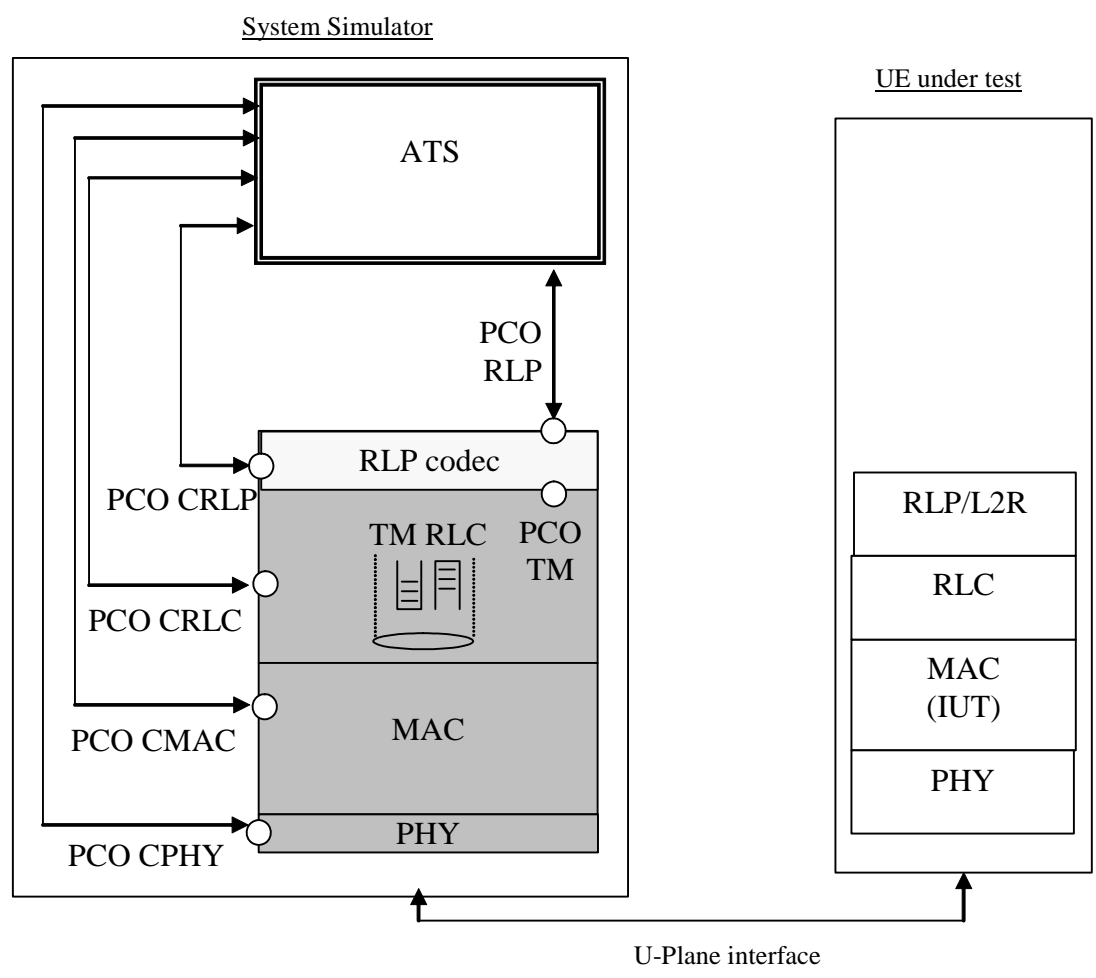 System Simulator
UE under test
ATS
PCO
RLP
RLP codec
PCO CRLP
TM RLC
PCO
TM
PCO CRLC
MAC
PCO CMAC
PHY
PCO CPHY
RLP/L2R
RLC
MAC
(IUT)
PHY
U-Plane interface